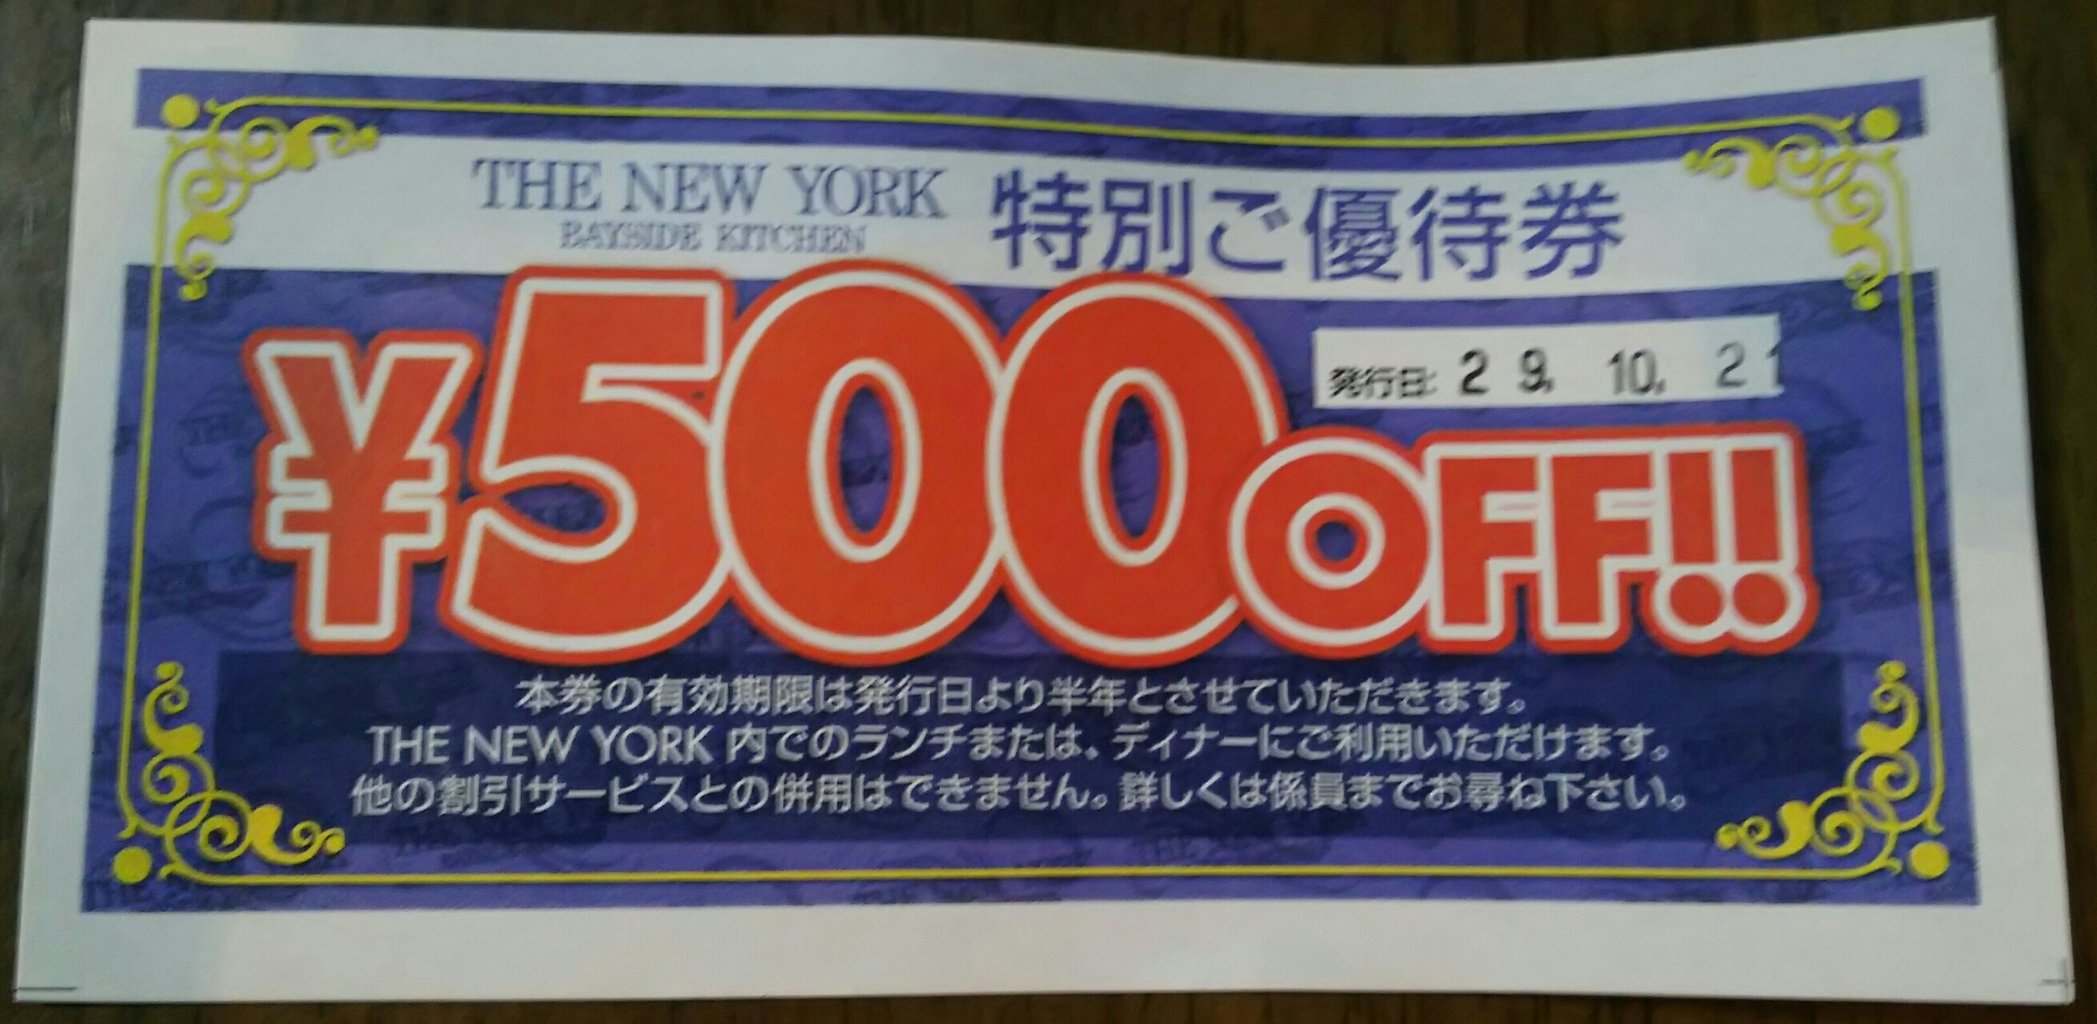 THE NEW YORK
BAYSIDE KITCHEN
特別ご優待券
発行日: 29. 10. 21
¥500OFF!!
本券の有効期限は発行日より半年とさせていただきます。
THE NEW YORK 内でのランチまたは、ディナーにご利用いただけます。
他の割引サービスとの併用はできません。詳しくは係員までお尋ね下さい。